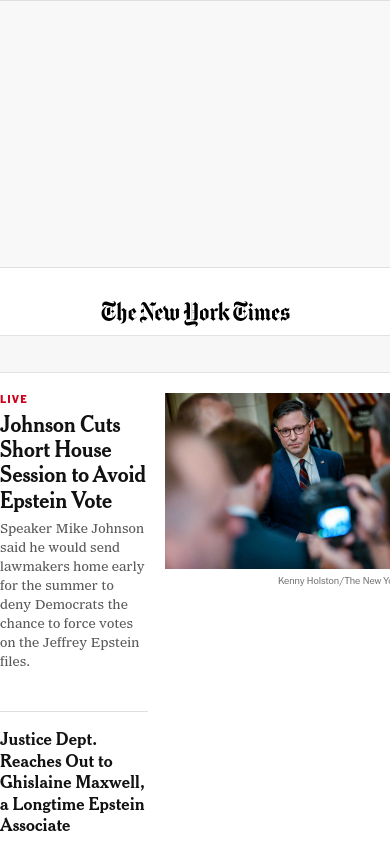 The New York Times
LIVE
Johnson Cuts
Short House
Session to Avoid
Epstein Vote
Speaker Mike Johnson
said he would send
lawmakers home early
for the summer to
deny Democrats the
chance to force votes
on the Jeffrey Epstein
files.
Kenny Holston/The New Yo
Justice Dept.
Reaches Out to
Ghislaine Maxwell,
a Longtime Epstein
Associate